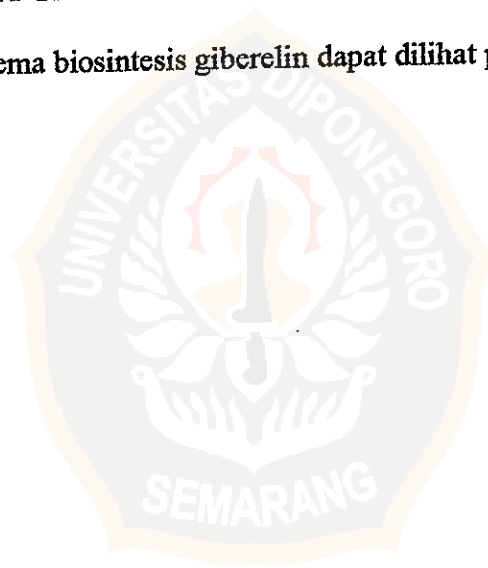 ema biosintesis giberelin dapat dilihat p
UNIVERSITAS DIPONEGORO
SEMARANG